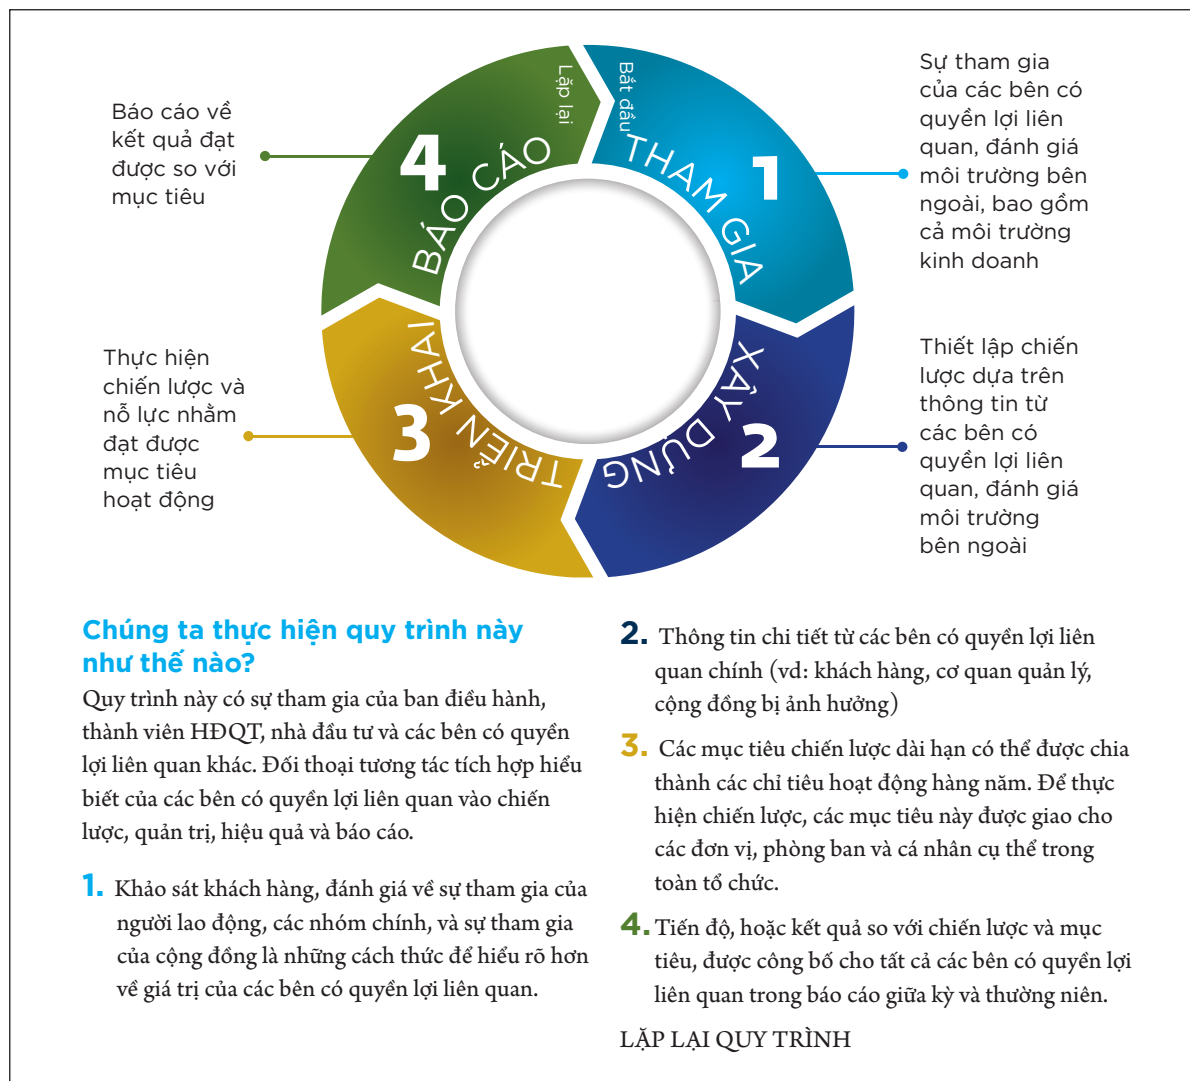 Lặp lại
Bắt đầu
1
THAM GIA
Sự tham gia
của các bên có
quyền lợi liên
quan, đánh giá
môi trường bên
ngoài, bao gồm
cả môi trường
kinh doanh
2
XÂY DỰNG
Thiết lập chiến
lược dựa trên
thông tin từ
các bên có
quyền lợi liên
quan, đánh giá
môi trường
bên ngoài
3
TRIỂN KHAI
Thực hiện
chiến lược và
nỗ lực nhằm
đạt được
mục tiêu
hoạt động
4
BÁO CÁO
Báo cáo về
kết quả đạt
được so với
mục tiêu
Chúng ta thực hiện quy trình này
như thế nào?
Quy trình này có sự tham gia của ban điều hành,
thành viên HĐQT, nhà đầu tư và các bên có quyền
lợi liên quan khác. Đối thoại tương tác tích hợp hiểu
biết của các bên có quyền lợi liên quan vào chiến
lược, quản trị, hiệu quả và báo cáo.
1. Khảo sát khách hàng, đánh giá về sự tham gia của
người lao động, các nhóm chính, và sự tham gia
của cộng đồng là những cách thức để hiểu rõ hơn
về giá trị của các bên có quyền lợi liên quan.
2. Thông tin chi tiết từ các bên có quyền lợi liên
quan chính (vd: khách hàng, cơ quan quản lý,
cộng đồng bị ảnh hưởng)
3. Các mục tiêu chiến lược dài hạn có thể được chia
thành các chỉ tiêu hoạt động hàng năm. Để thực
hiện chiến lược, các mục tiêu này được giao cho
các đơn vị, phòng ban và cá nhân cụ thể trong
toàn tổ chức.
4. Tiến độ, hoặc kết quả so với chiến lược và mục
tiêu, được công bố cho tất cả các bên có quyền lợi
liên quan trong báo cáo giữa kỳ và thường niên.
LẶP LẠI QUY TRÌNH